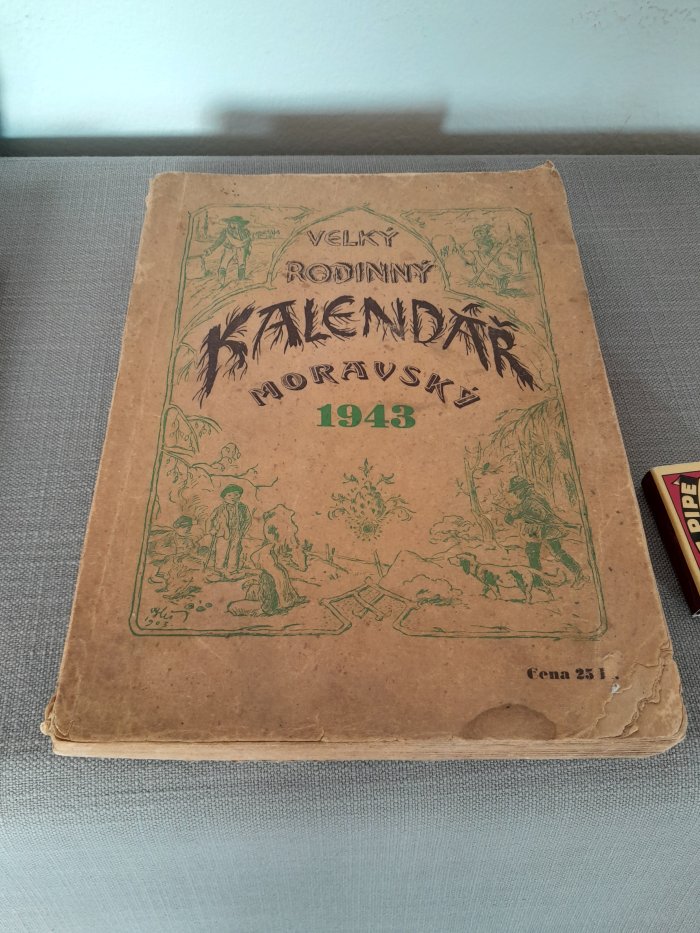 VELKÝ
RODINNÝ
KALENDÁŘ
MORAVSKÝ
1943
Cena 25
PIPE